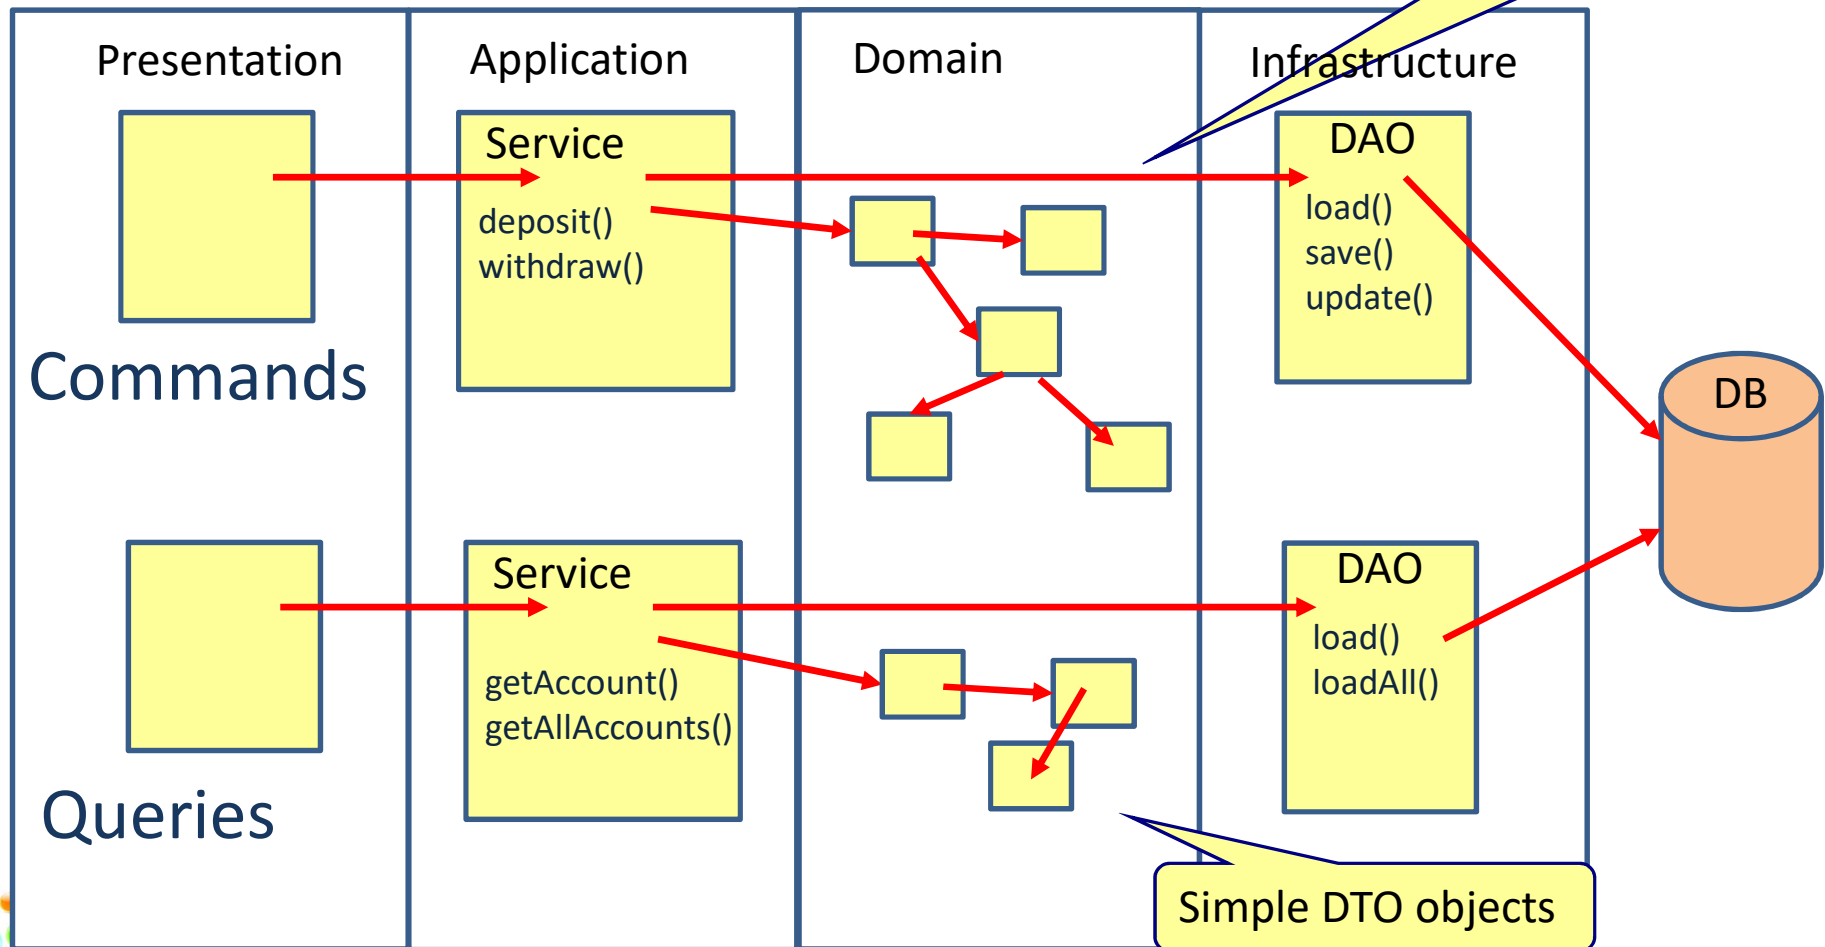 Presentation
Application
Domain
Infrastructure
Service
deposit()
withdraw()
DAO
load()
save()
update()
Commands
DB
Service
getAccount()
getAllAccounts()
DAO
load()
loadAll()
Queries
Simple DTO objects